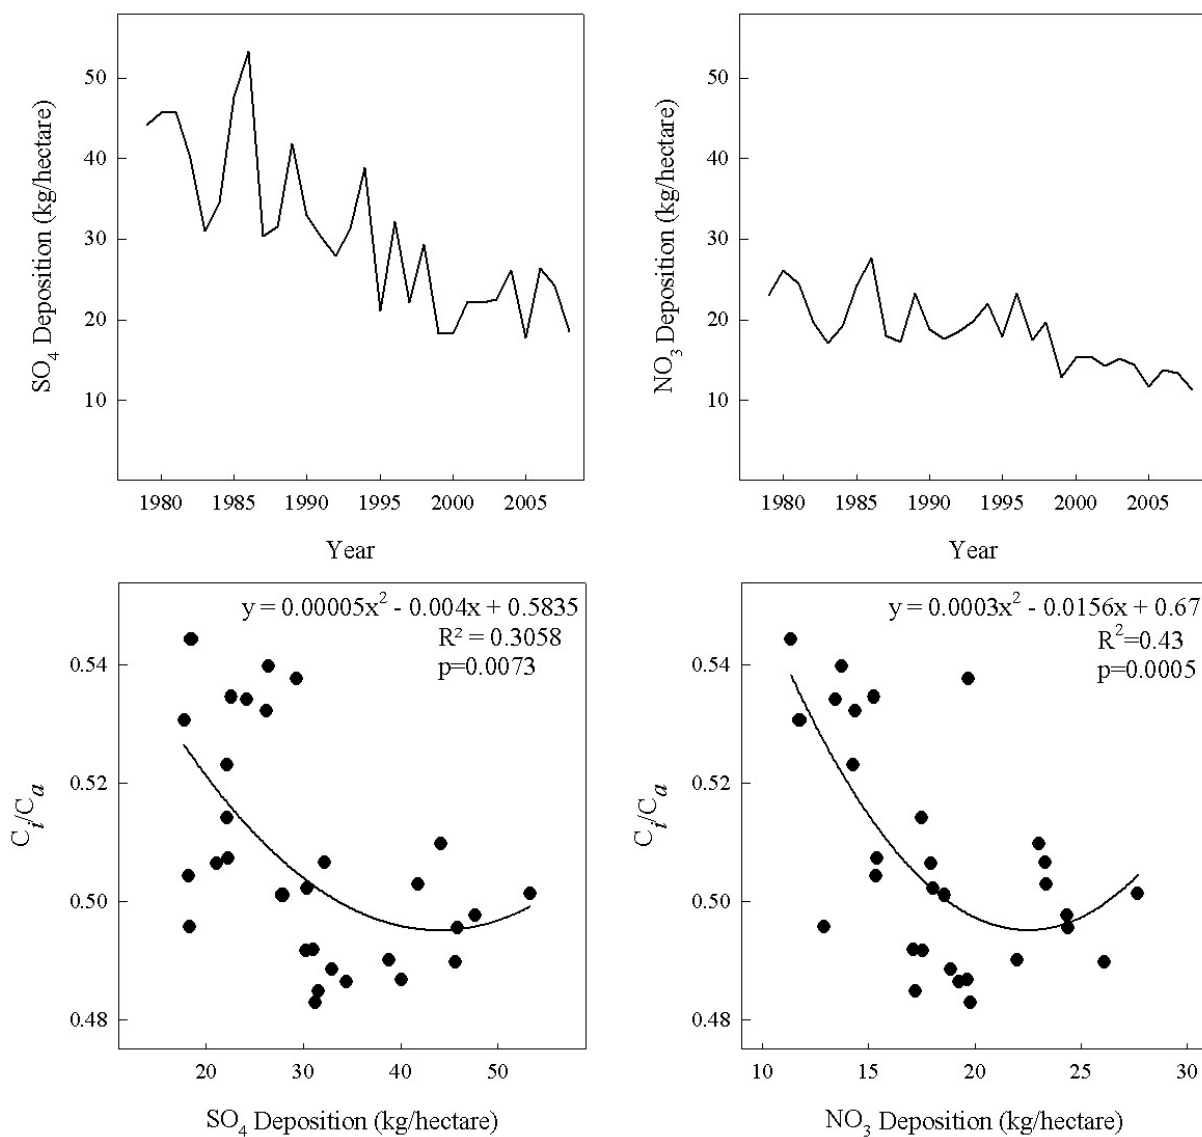 SO₄ Deposition (kg/hectare)
50
40
30
20
10
1980 1985 1990 1995 2000 2005
Year
NO₃ Deposition (kg/hectare)
50
40
30
20
10
1980 1985 1990 1995 2000 2005
Year
y = 0.00005x² - 0.004x + 0.5835
R² = 0.3058
p=0.0073
Cᵢ/Cₐ
0.54
0.52
0.50
0.48
20 30 40 50
SO₄ Deposition (kg/hectare)
y = 0.0003x² - 0.0156x + 0.67
R²=0.43
p=0.0005
Cᵢ/Cₐ
0.54
0.52
0.50
0.48
10 15 20 25 30
NO₃ Deposition (kg/hectare)